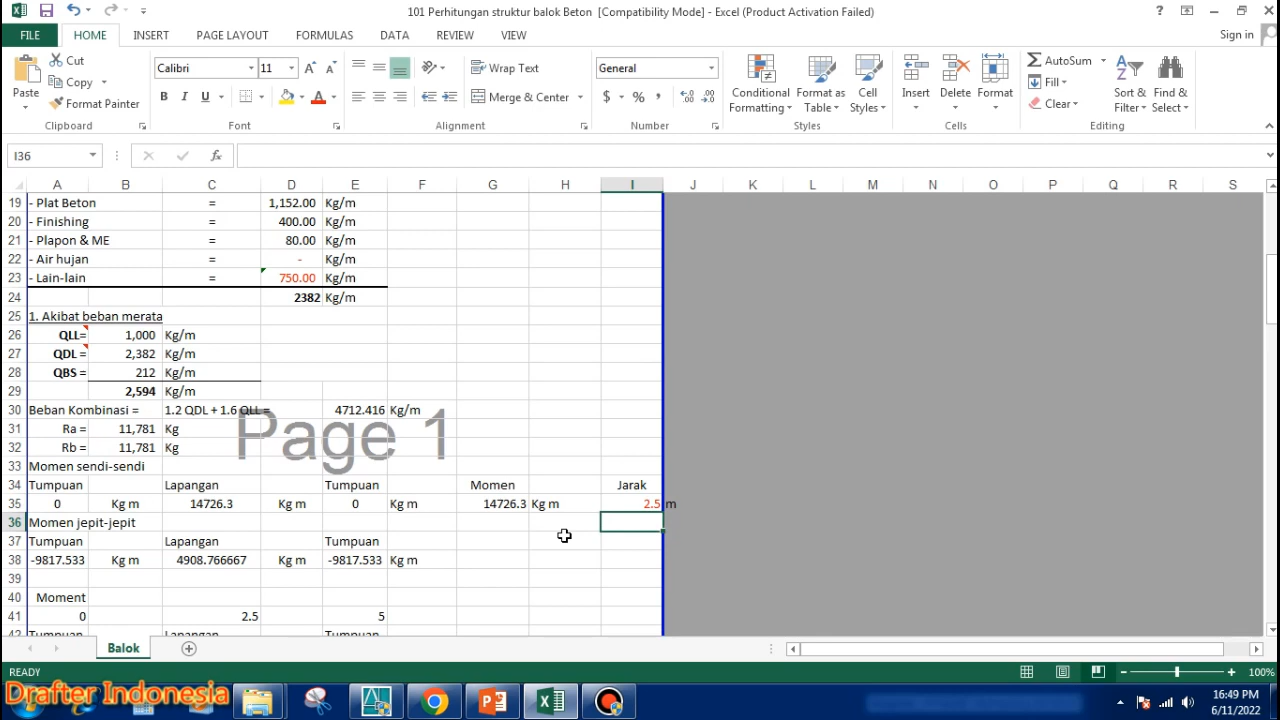 101 Perhitungan struktur balok Beton [Compatibility Mode] - Excel (Product Activation Failed)
FILE HOME INSERT PAGE LAYOUT FORMULAS DATA REVIEW VIEW Sign in
Paste Cut Copy Format Painter Clipboard
Calibri 11 B I U A Font
Wrap Text Merge & Center Alignment
General $ % , Number
Conditional Formatting Format as Table Cell Styles Styles
Insert Delete Format Cells
AutoSum Fill Clear Sort & Filter Find & Select Editing
I36 fx
A B C D E F G H I J K L M N O P Q R S
19 - Plat Beton = 1,152.00 Kg/m
20 - Finishing = 400.00 Kg/m
21 - Plapon & ME = 80.00 Kg/m
22 - Air hujan = - Kg/m
23 - Lain-lain = 750.00 Kg/m
24 2382 Kg/m
25 1. Akibat beban merata
26 QLL= 1,000 Kg/m
27 QDL = 2,382 Kg/m
28 QBS = 212 Kg/m
29 2,594 Kg/m
30 Beban Kombinasi = 1.2 QDL + 1.6 QLL = 4712.416 Kg/m
Page 1
31 Ra = 11,781 Kg
32 Rb = 11,781 Kg
33 Momen sendi-sendi
34 Tumpuan Lapangan Tumpuan Momen Jarak
35 0 Kg m 14726.3 Kg m 0 Kg m 14726.3 Kg m 2.5 m
36 Momen jepit-jepit
37 Tumpuan Lapangan Tumpuan
38 -9817.533 Kg m 4908.766667 Kg m -9817.533 Kg m
39
40 Moment
41 0 2.5 5
42 Tumpuan Lapangan Tumpuan
Balok
READY 100%
Drafter Indonesia
16:49 PM
6/11/2022